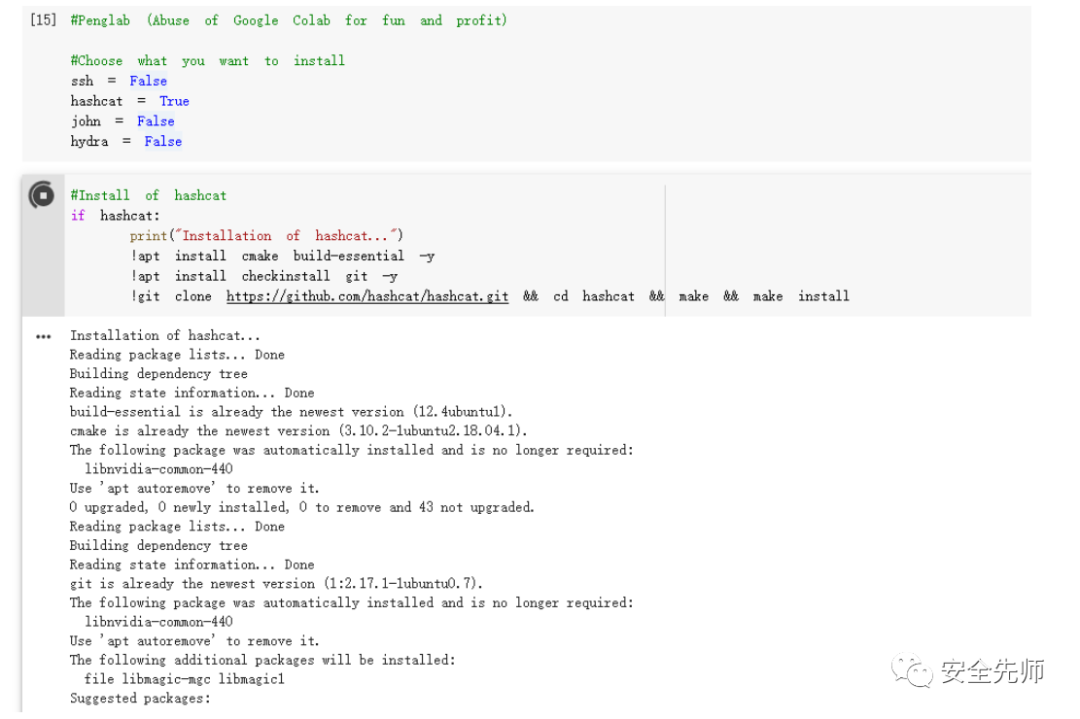 [15] #Penglab (Abuse of Google Colab for fun and profit)
#Choose what you want to install
ssh = False
hashcat = True
john = False
hydra = False
#Install of hashcat
if hashcat:
print("Installation of hashcat...")
!apt install cmake build-essential -y
!apt install checkinstall git -y
!git clone https://github.com/hashcat/hashcat.git && cd hashcat && make && make install
Installation of hashcat...
Reading package lists... Done
Building dependency tree
Reading state information... Done
build-essential is already the newest version (12.4ubuntu1).
cmake is already the newest version (3.10.2-1ubuntu2.18.04.1).
The following package was automatically installed and is no longer required:
libnvidia-common-440
Use 'apt autoremove' to remove it.
0 upgraded, 0 newly installed, 0 to remove and 43 not upgraded.
Reading package lists... Done
Building dependency tree
Reading state information... Done
git is already the newest version (1:2.17.1-1ubuntu0.7).
The following package was automatically installed and is no longer required:
libnvidia-common-440
Use 'apt autoremove' to remove it.
The following additional packages will be installed:
file libmagic-mgc libmagic1
Suggested packages:
安全先师